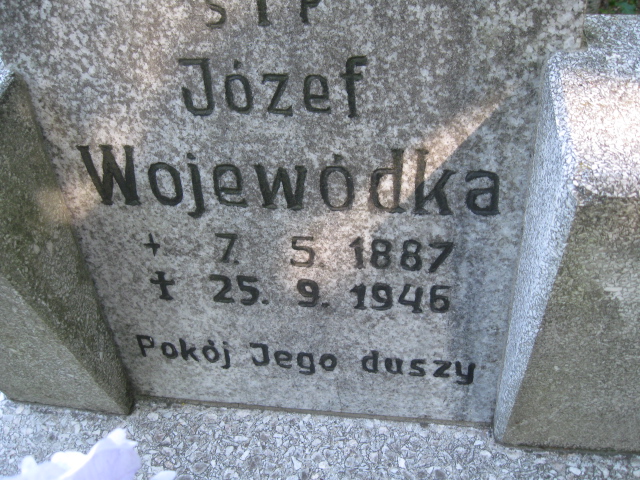 Ś I P
Józef
Wojewódka
+ 7. 5. 1887
✝ 25. 9. 1946
Pokój Jego duszy